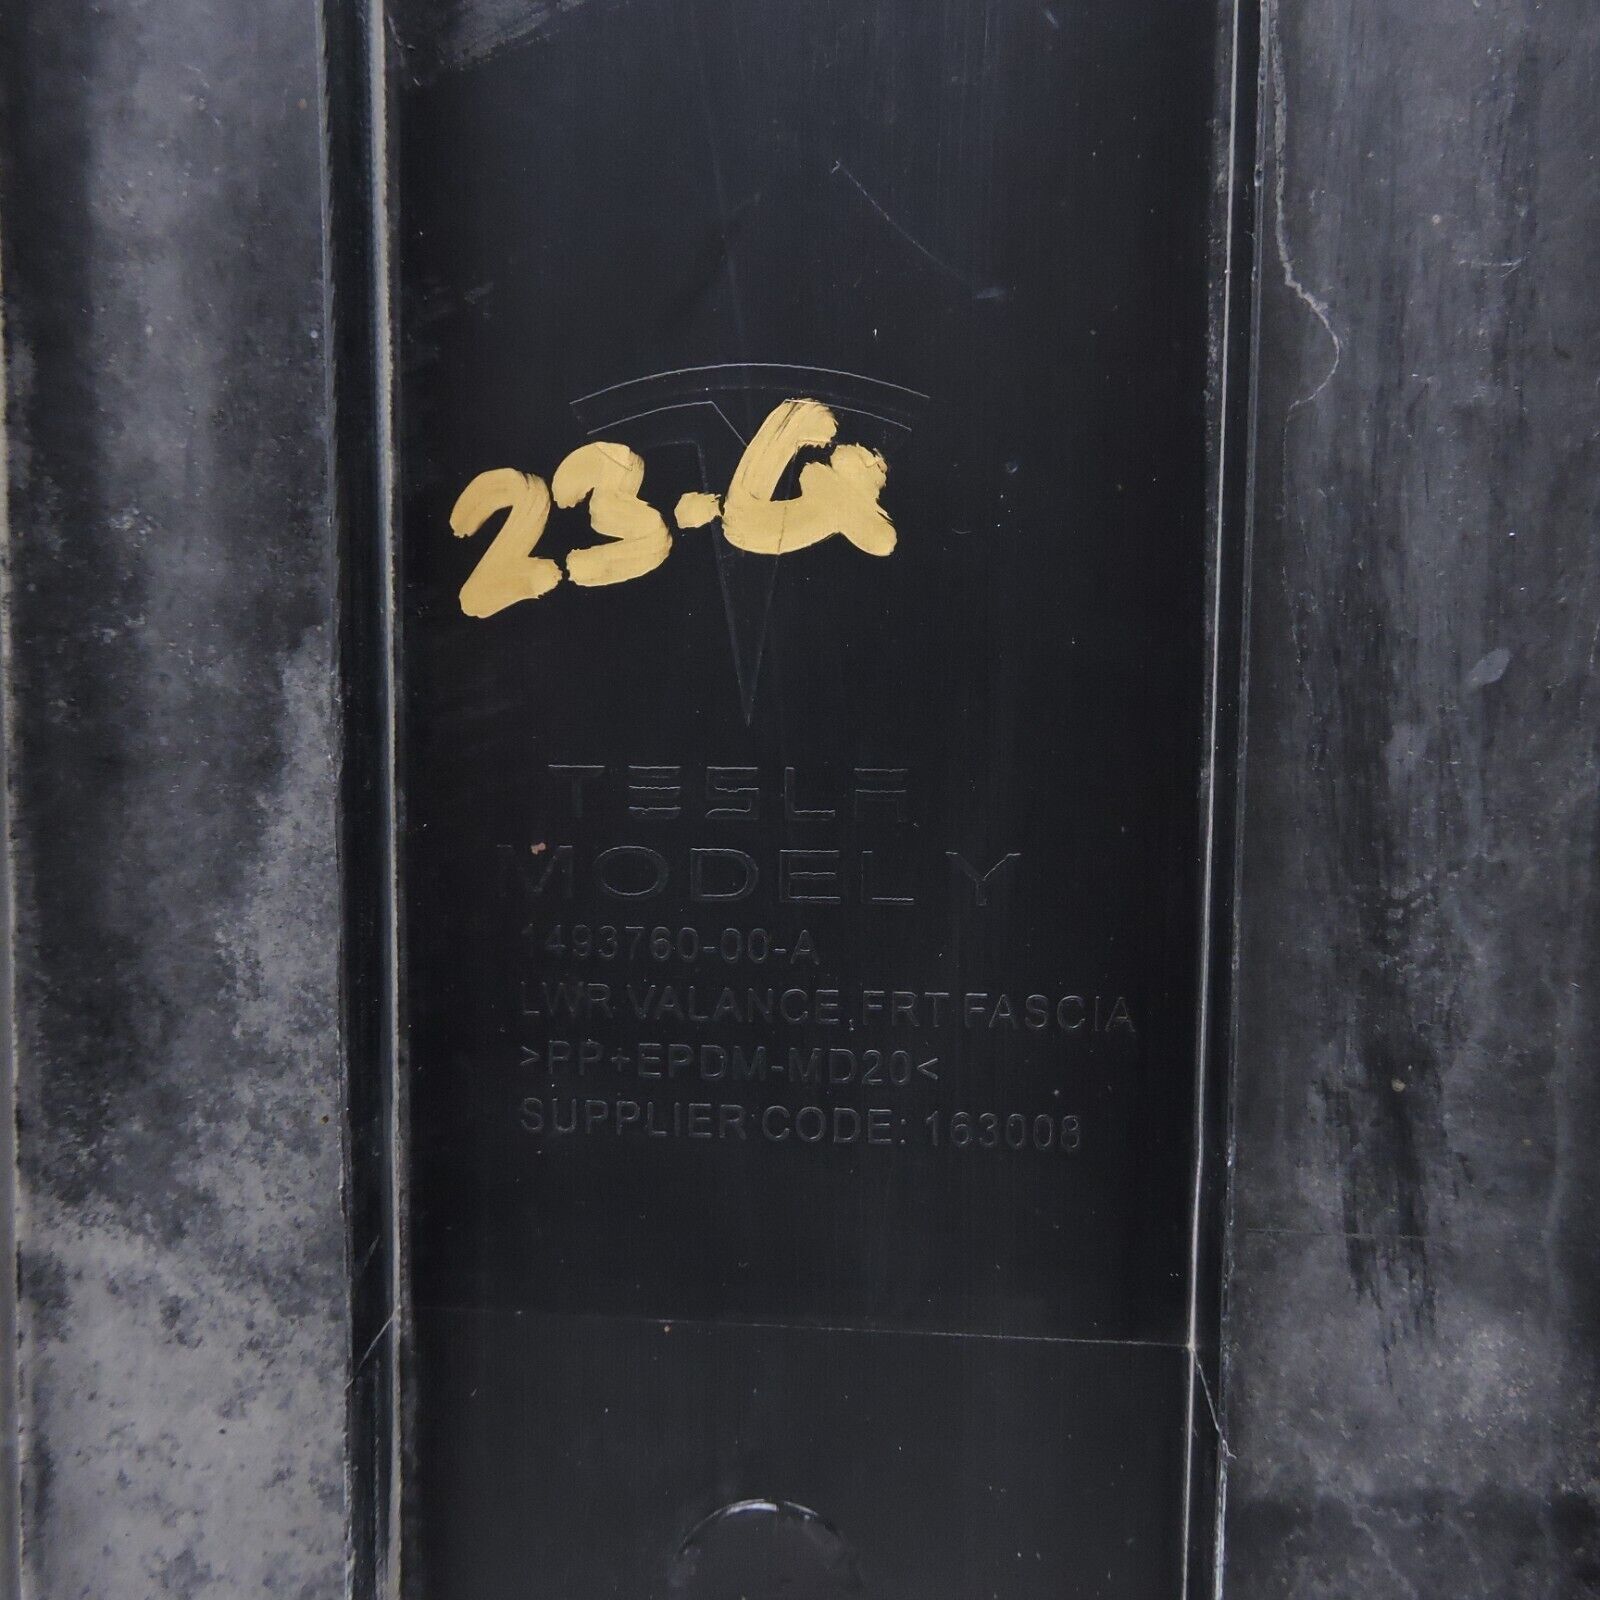 23.G
TESLA
MODEL Y
1493760-00-A
LWR VALANCE, FRT FASCIA
>PP+EPDM-MD20<
SUPPLIER CODE: 163008